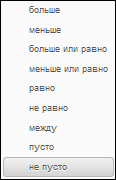 больше
меньше
больше или равно
меньше или равно
равно
не равно
между
пусто
не пусто